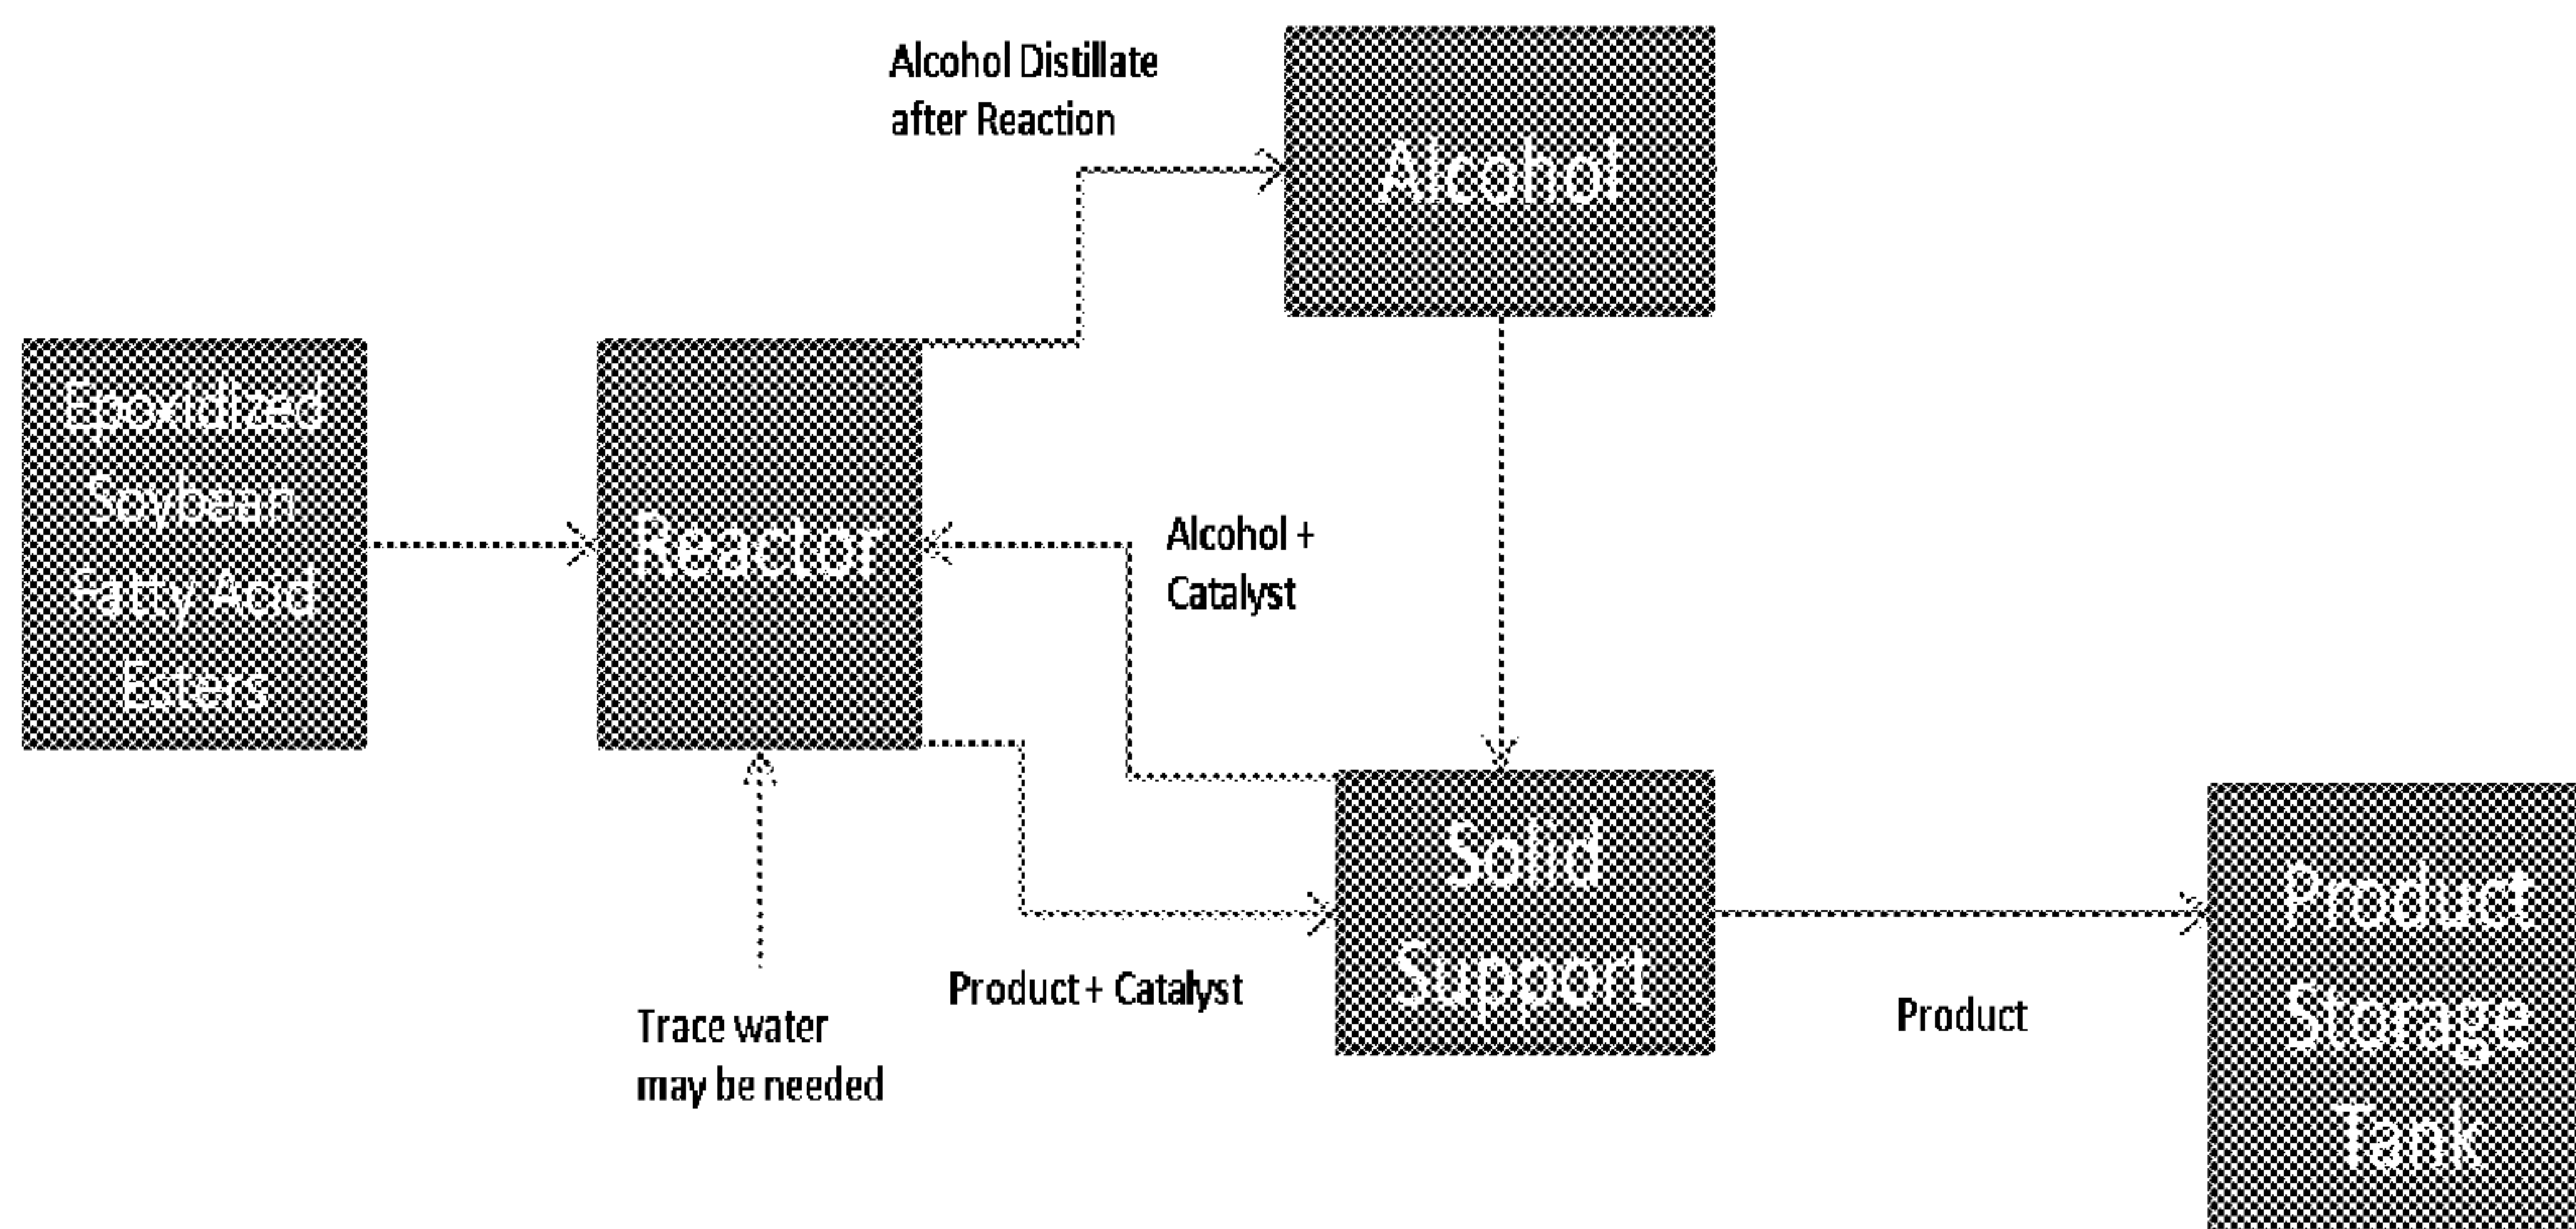 Alcohol Distillate
after Reaction
Alcohol
Epoxidized
Soybean
Fatty Acid
Esters
Reactor
Alcohol +
Catalyst
Solid
Support
Product + Catalyst
Trace water
may be needed
Product
Product
Storage
Tank